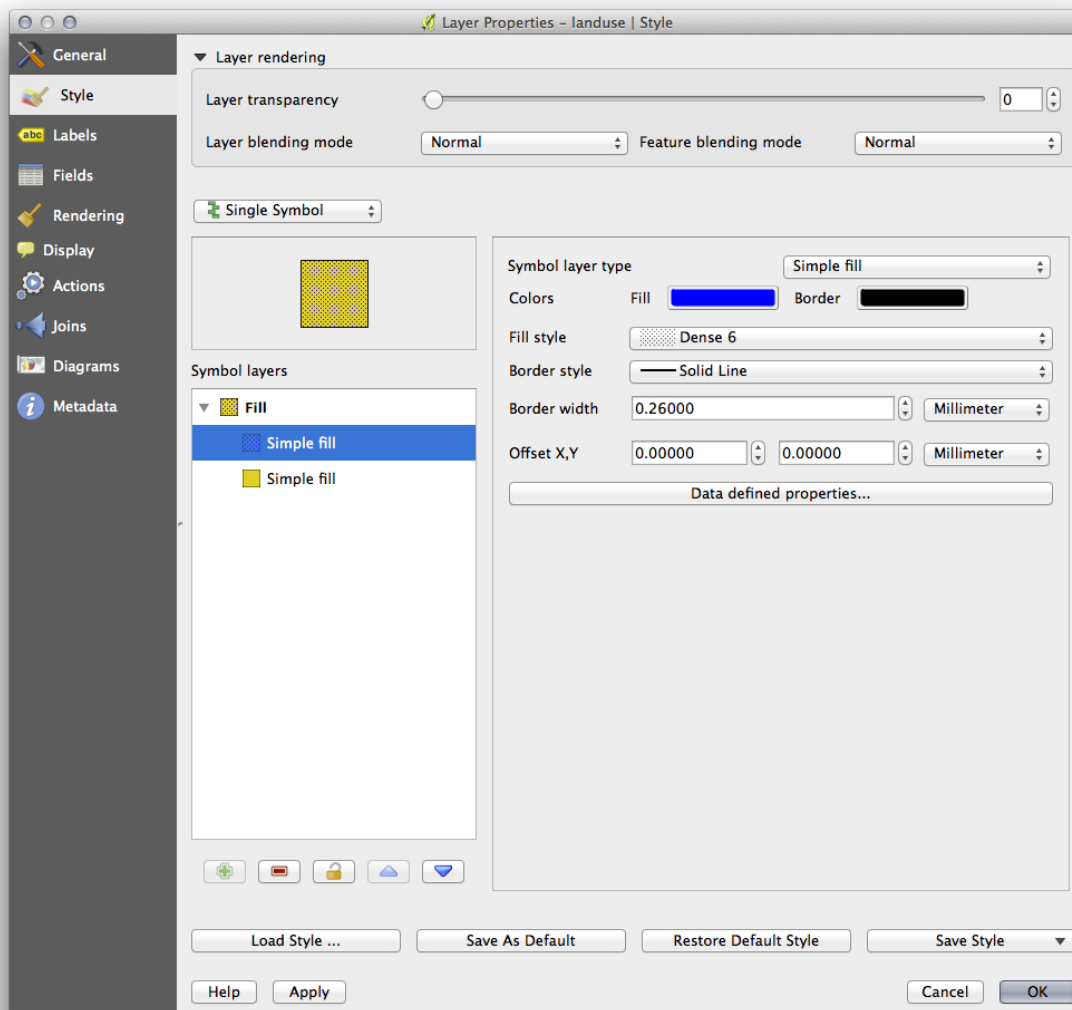 Layer Properties - landuse | Style
General
Style
abc Labels
Fields
Rendering
Display
Actions
Joins
Diagrams
i Metadata
Layer rendering
Layer transparency 0
Layer blending mode Normal Feature blending mode Normal
Single Symbol
Symbol layers
Fill
Simple fill
Simple fill
Symbol layer type Simple fill
Colors Fill Border
Fill style Dense 6
Border style Solid Line
Border width 0.26000 Millimeter
Offset X,Y 0.00000 0.00000 Millimeter
Data defined properties...
Load Style ... Save As Default Restore Default Style Save Style
Help Apply Cancel OK